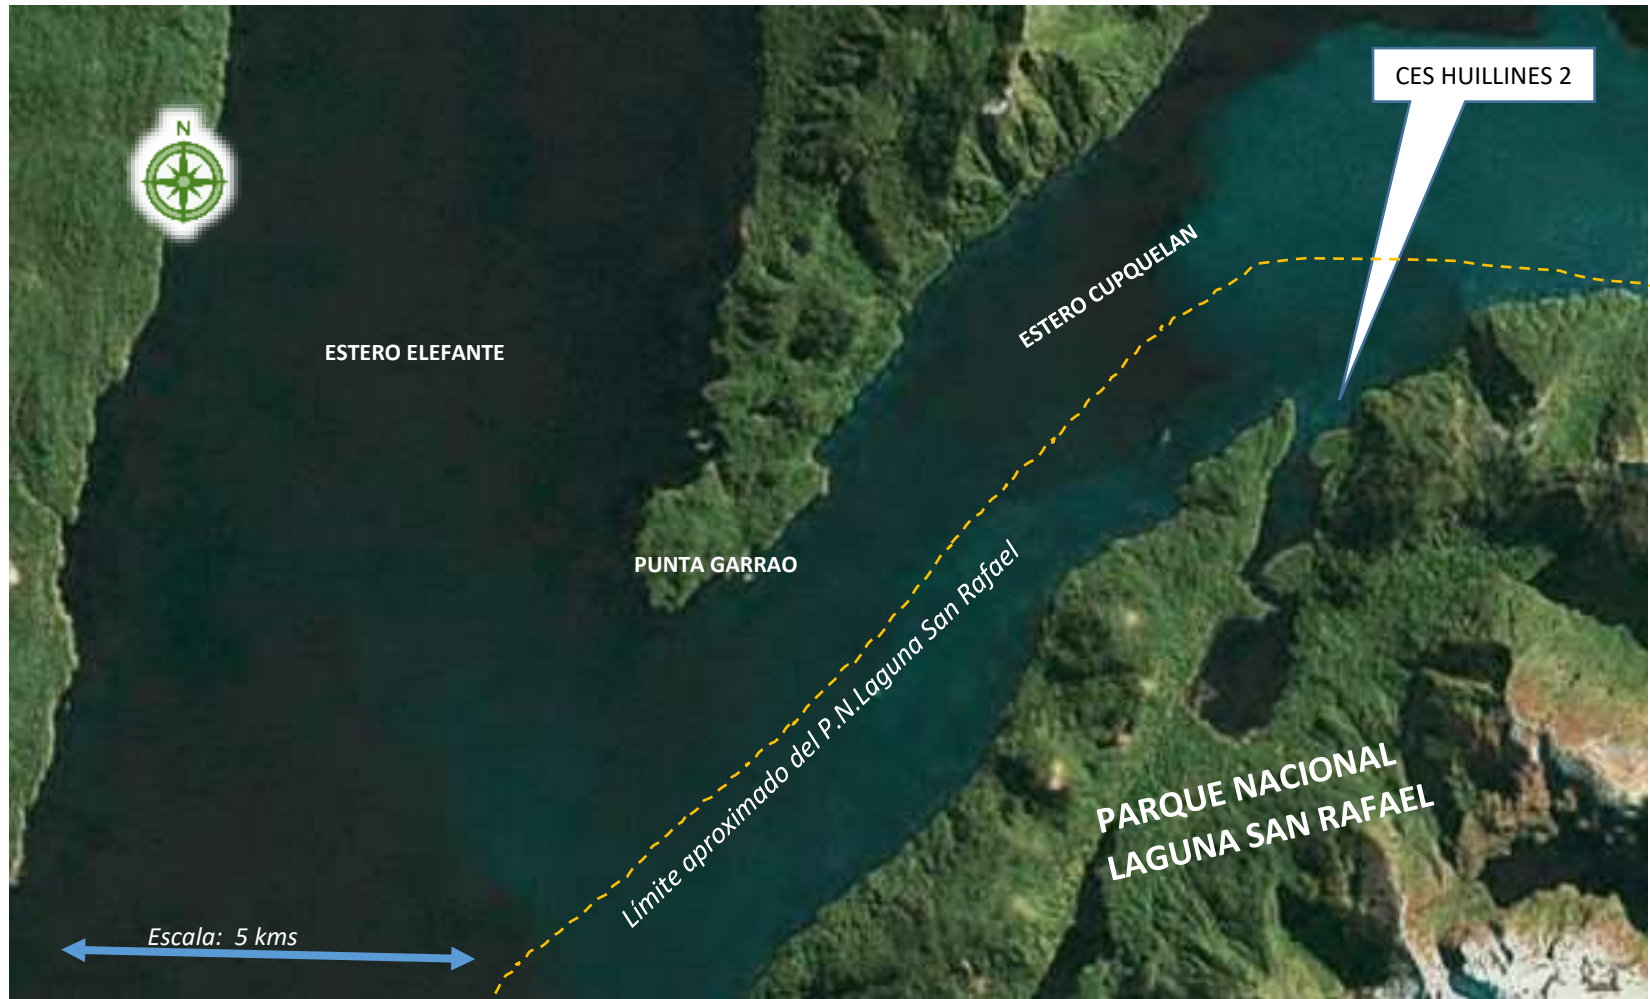 CES HUILLINES 2
N
ESTERO CUPQUELAN
ESTERO ELEFANTE
PUNTA GARRAO
Límite aproximado del P.N.Laguna San Rafael
PARQUE NACIONAL
LAGUNA SAN RAFAEL
Escala: 5 kms